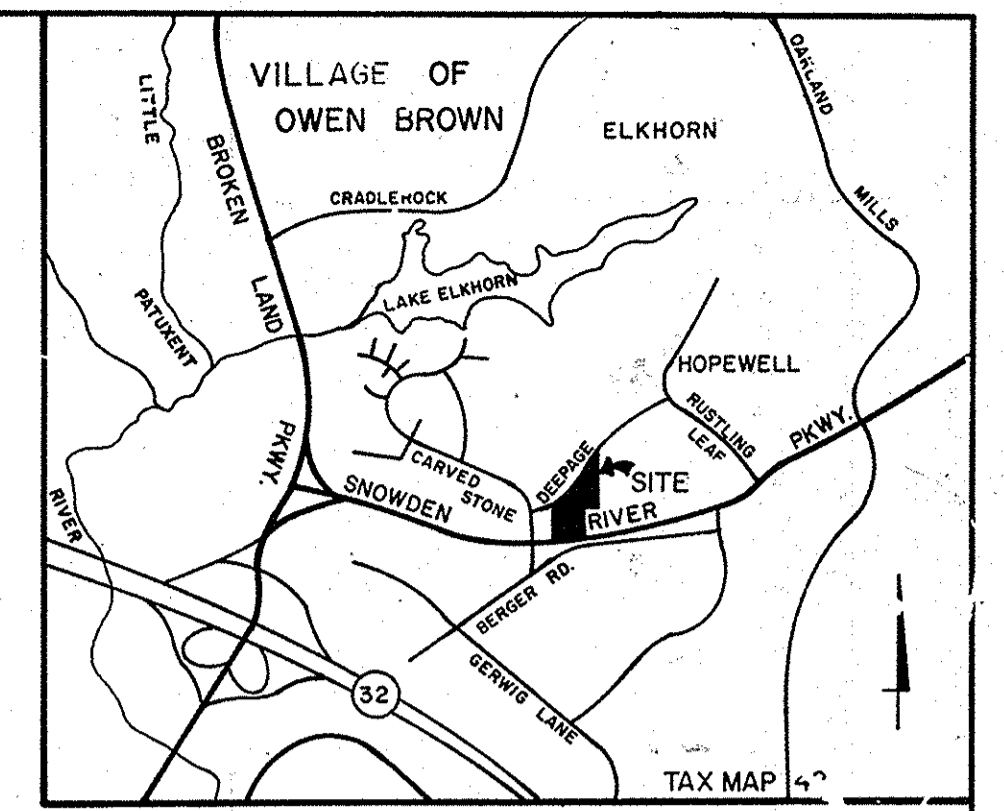 VILLAGE OF
OWEN BROWN
LITTLE
PATUXENT
RIVER
BROKEN
LAND
PKWY.
CRADLEROCK
ELKHORN
OAKLAND
MILLS
LAKE ELKHORN
HOPEWELL
RUSTLING
LEAF
PKWY.
DEEPAGE
SITE
CARVED
STONE
SNOWDEN
RIVER
BERGER RD.
GERWIG LANE
32
TAX MAP